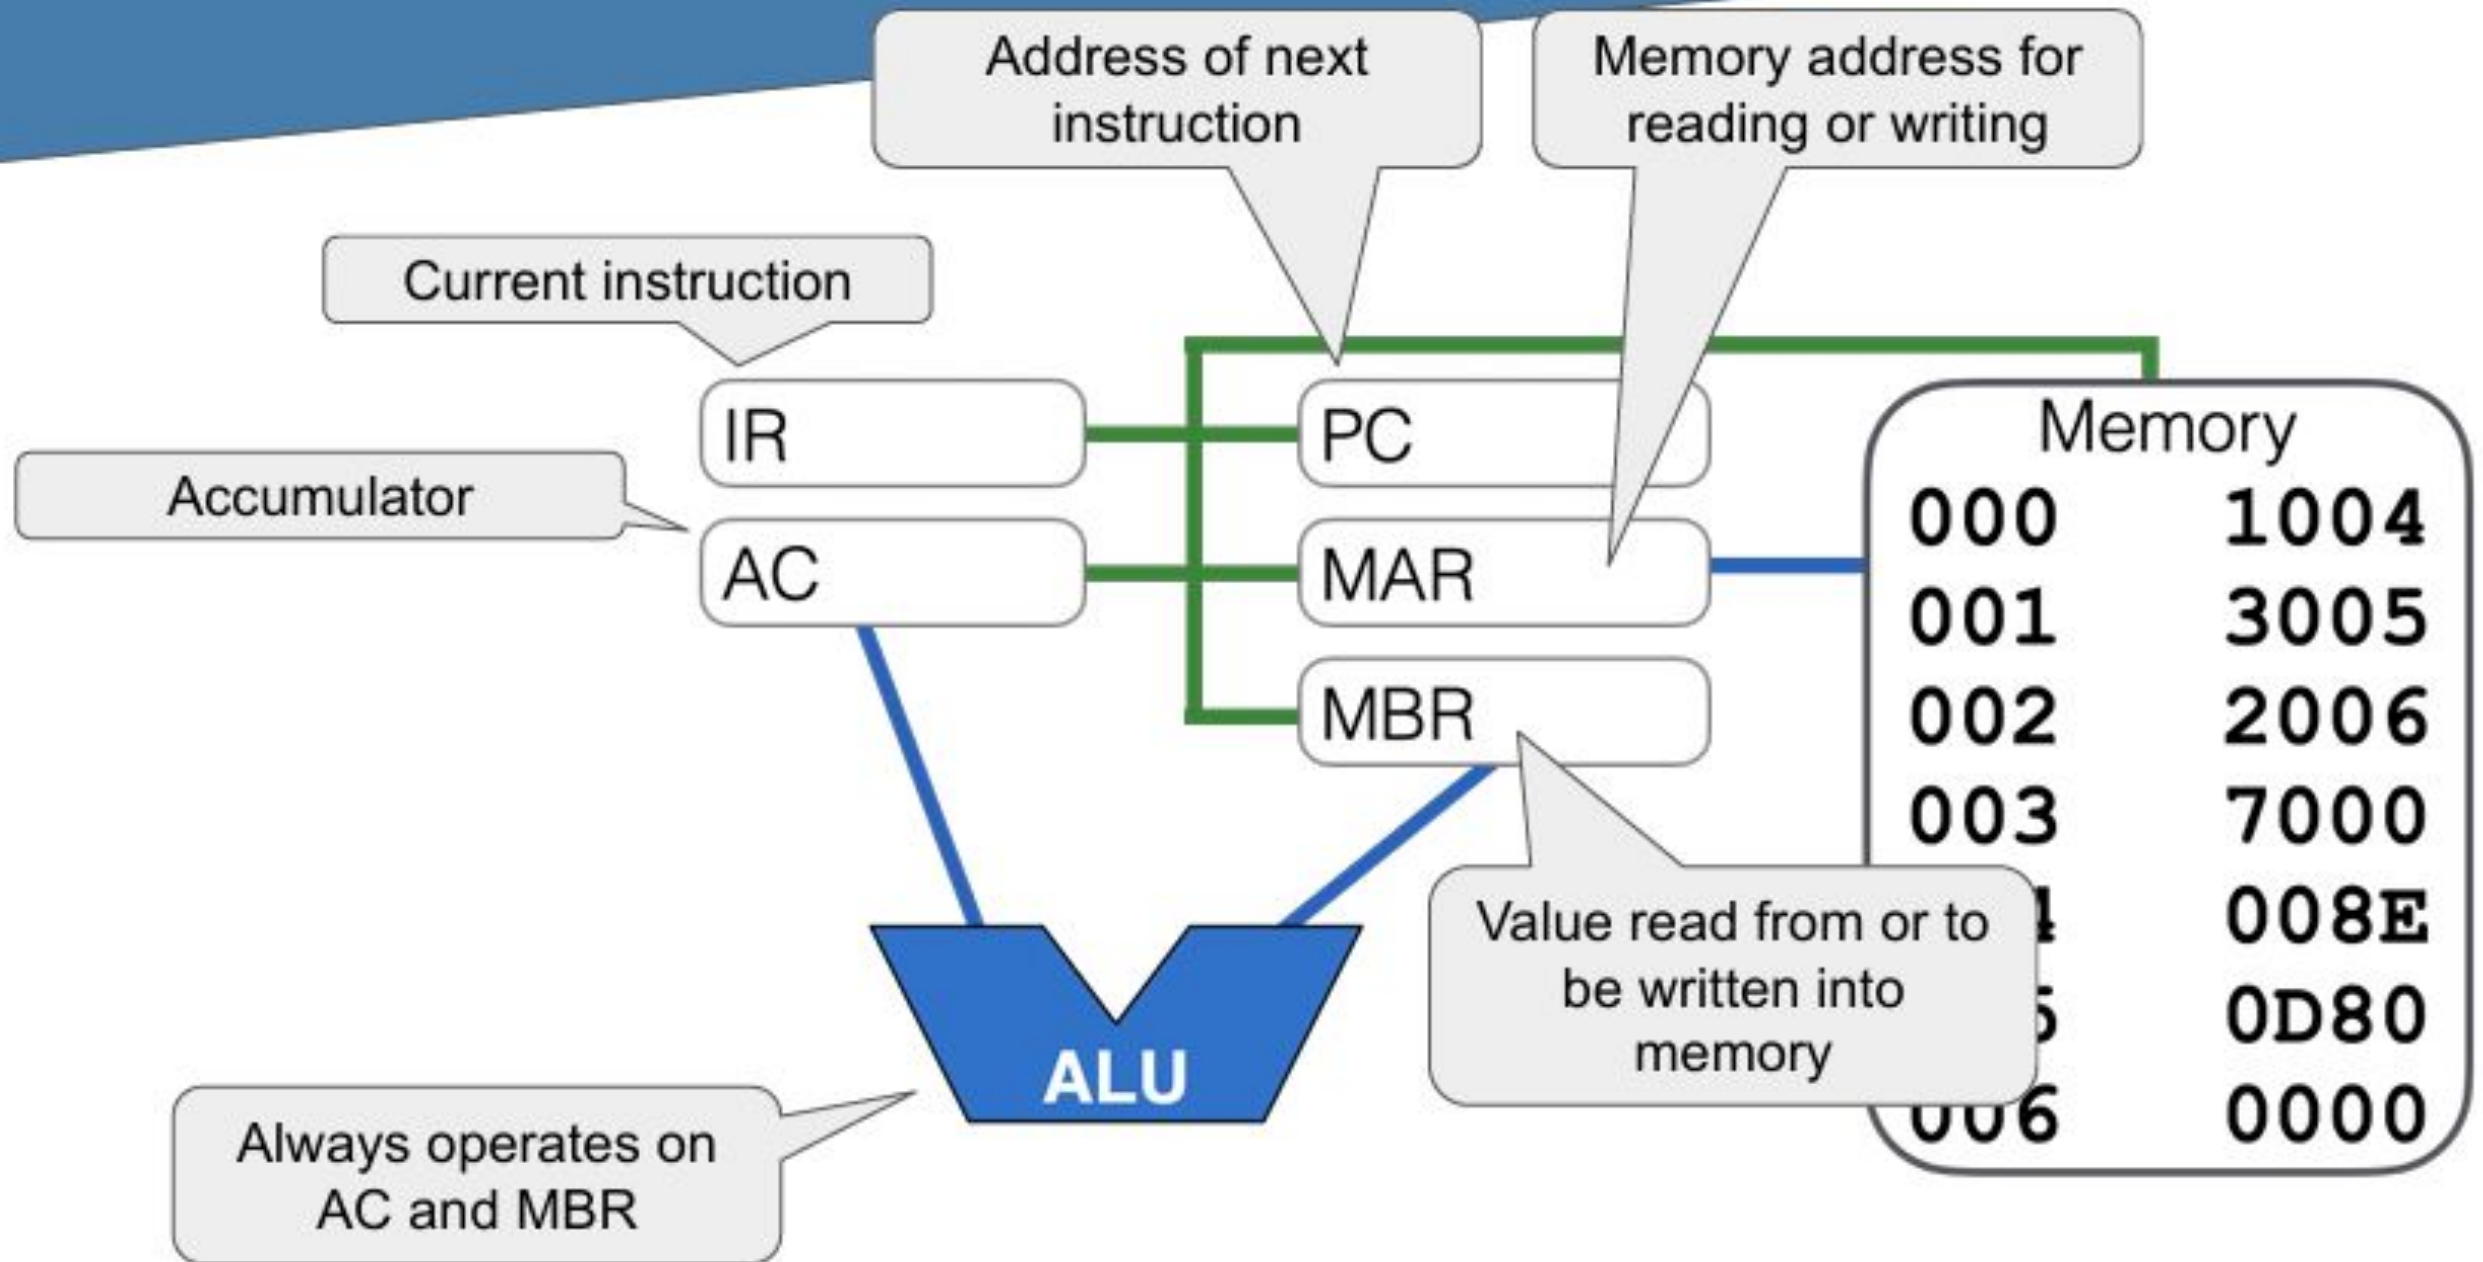 Address of next
instruction
Memory address for
reading or writing
Current instruction
Accumulator
IR
PC
AC
MAR
MBR
Memory
000 1004
001 3005
002 2006
003 7000
008E
0D80
006 0000
Value read from or to
be written into
memory
ALU
Always operates on
AC and MBR